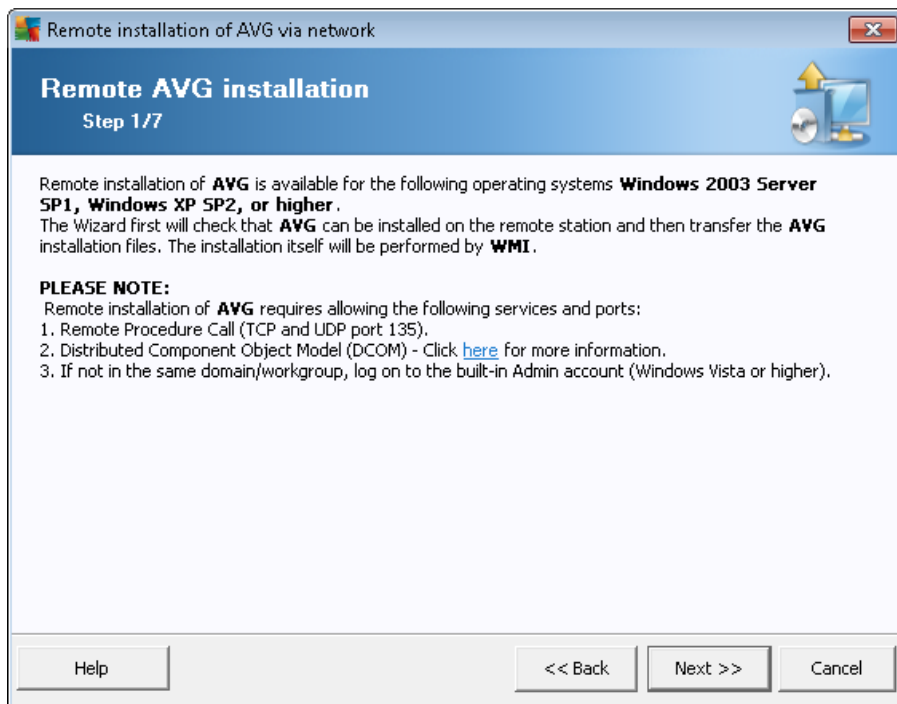 Remote installation of AVG via network
Remote AVG installation
Step 1/7
Remote installation of AVG is available for the following operating systems Windows 2003 Server
SP1, Windows XP SP2, or higher.
The Wizard first will check that AVG can be installed on the remote station and then transfer the AVG
installation files. The installation itself will be performed by WMI.
PLEASE NOTE:
Remote installation of AVG requires allowing the following services and ports:
1. Remote Procedure Call (TCP and UDP port 135).
2. Distributed Component Object Model (DCOM) - Click here for more information.
3. If not in the same domain/workgroup, log on to the built-in Admin account (Windows Vista or higher).
Help
<< Back
Next >>
Cancel